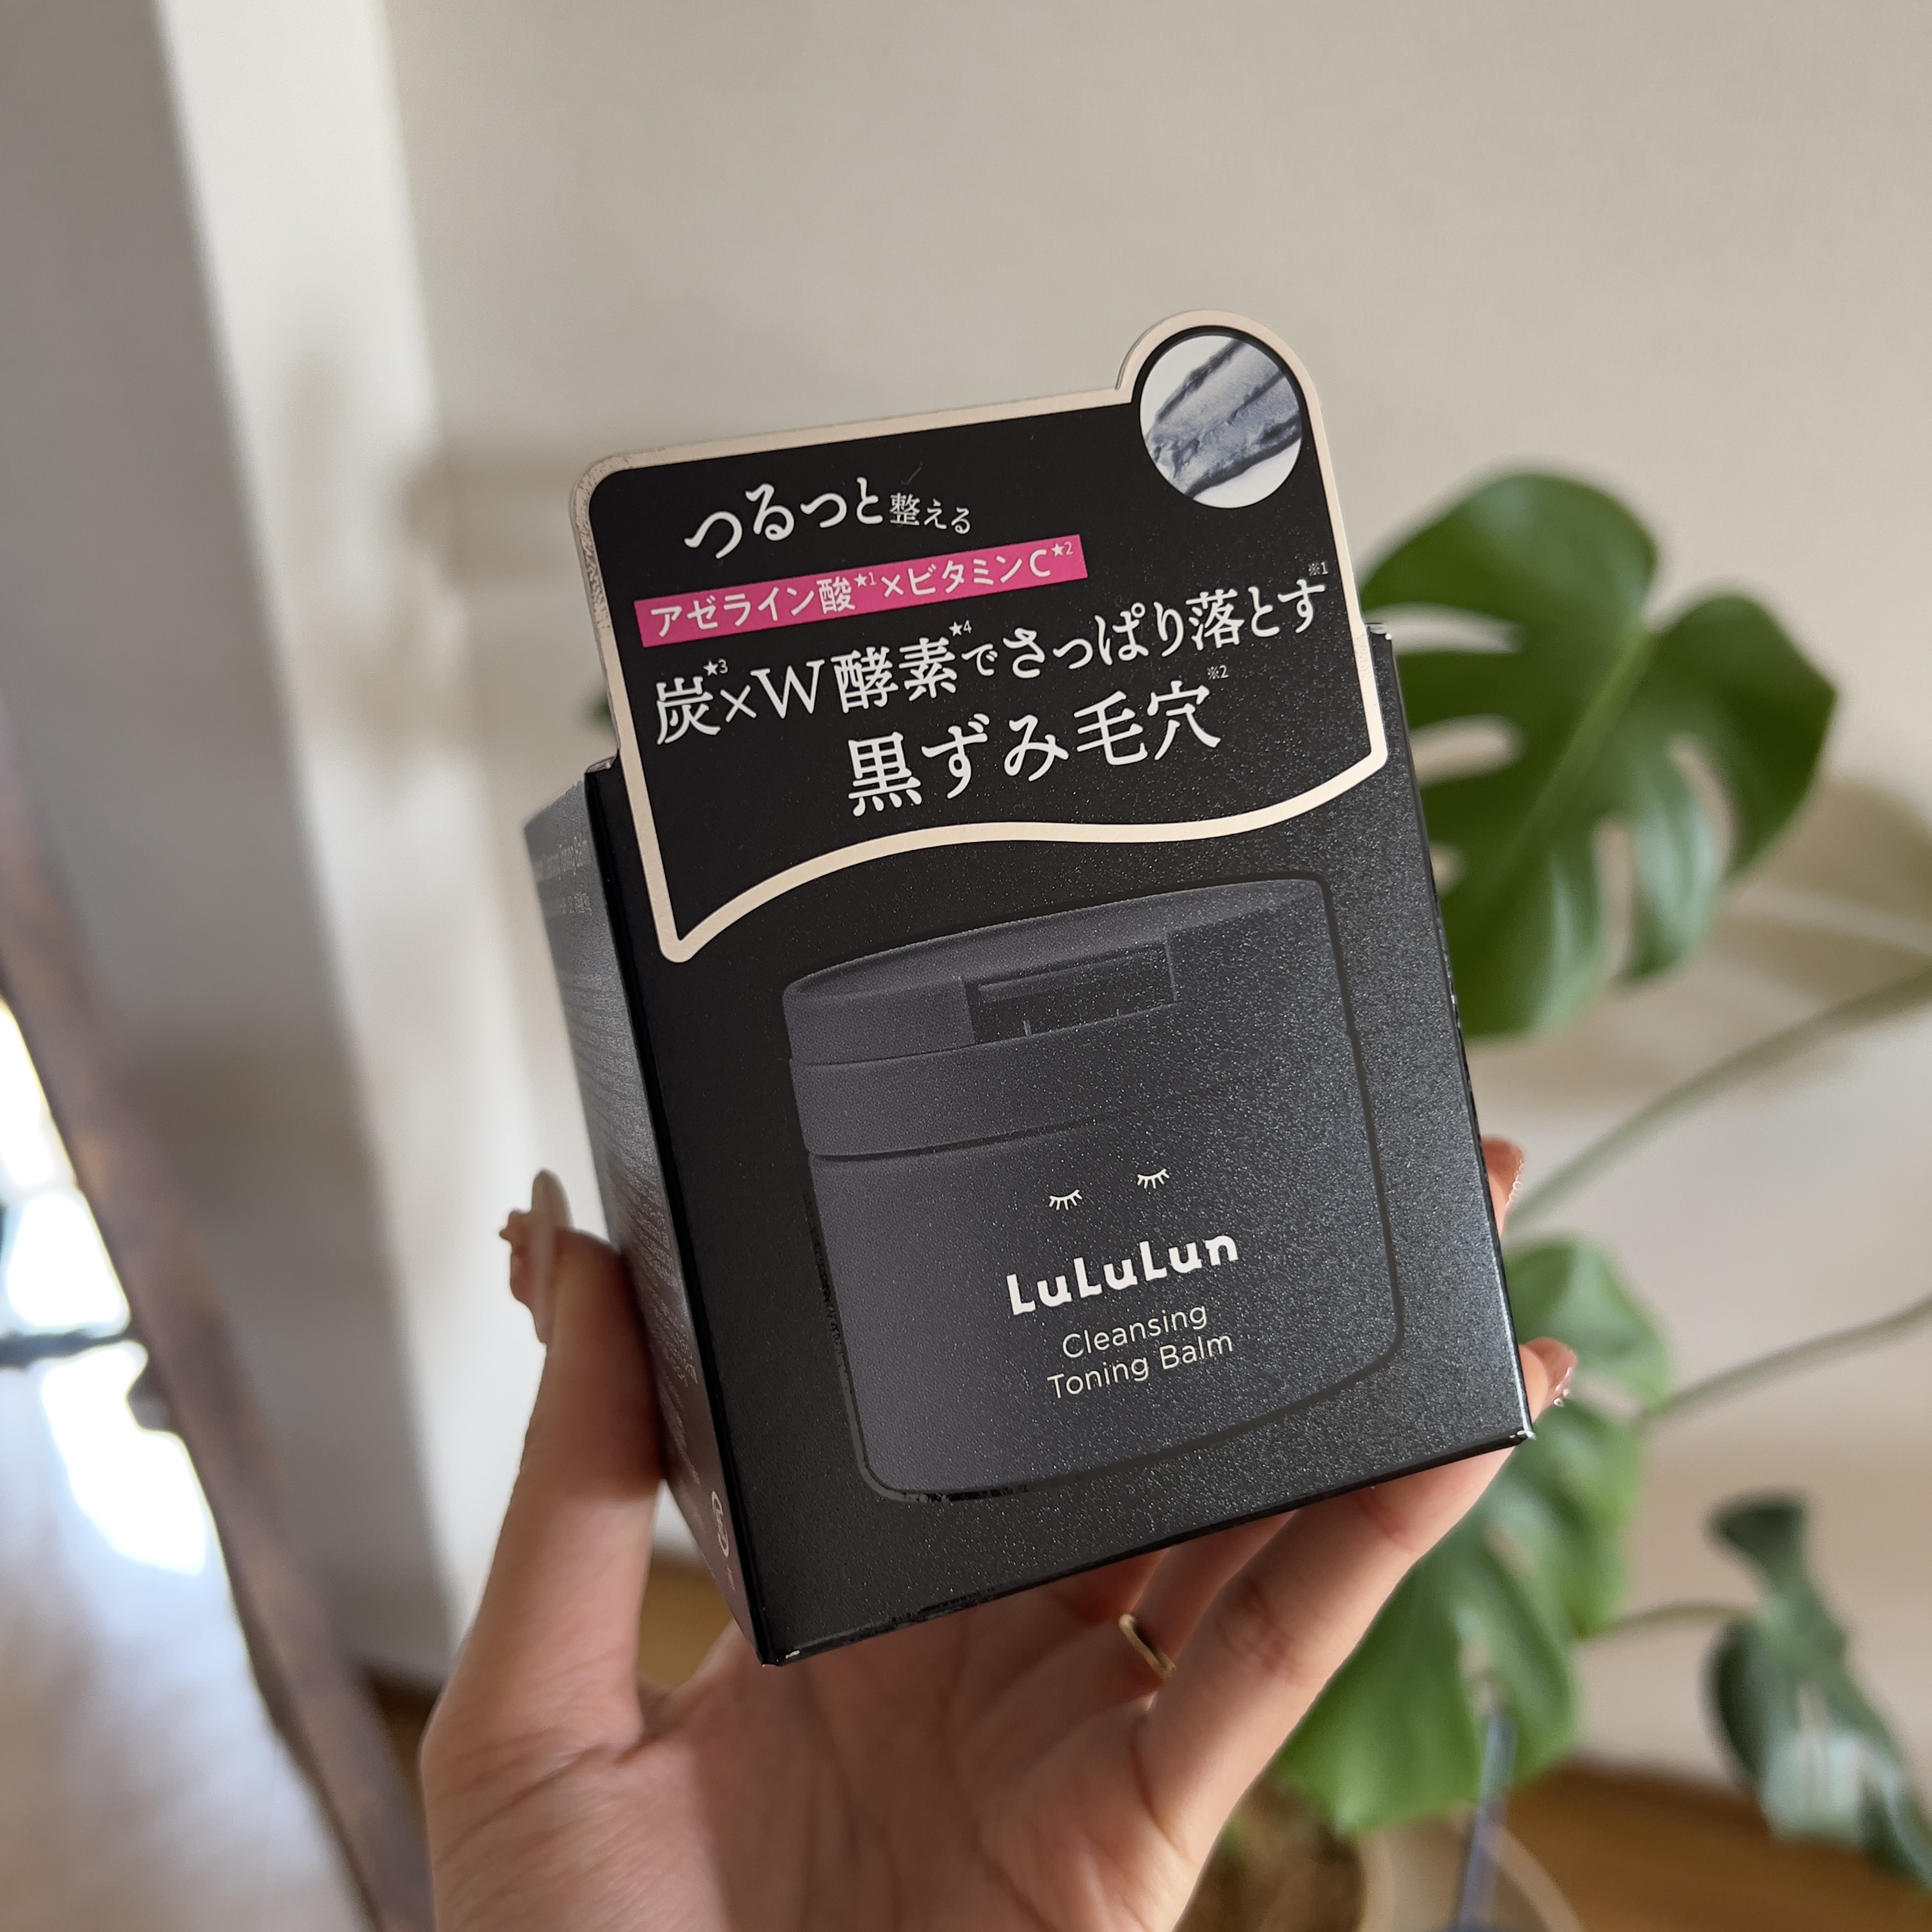 つるっと整える
アゼライン酸★1×ビタミンC★2
炭★3×W酵素★4でさっぱり落とす※1
黒ずみ毛穴※2
LuLuLun
Cleansing
Toning Balm